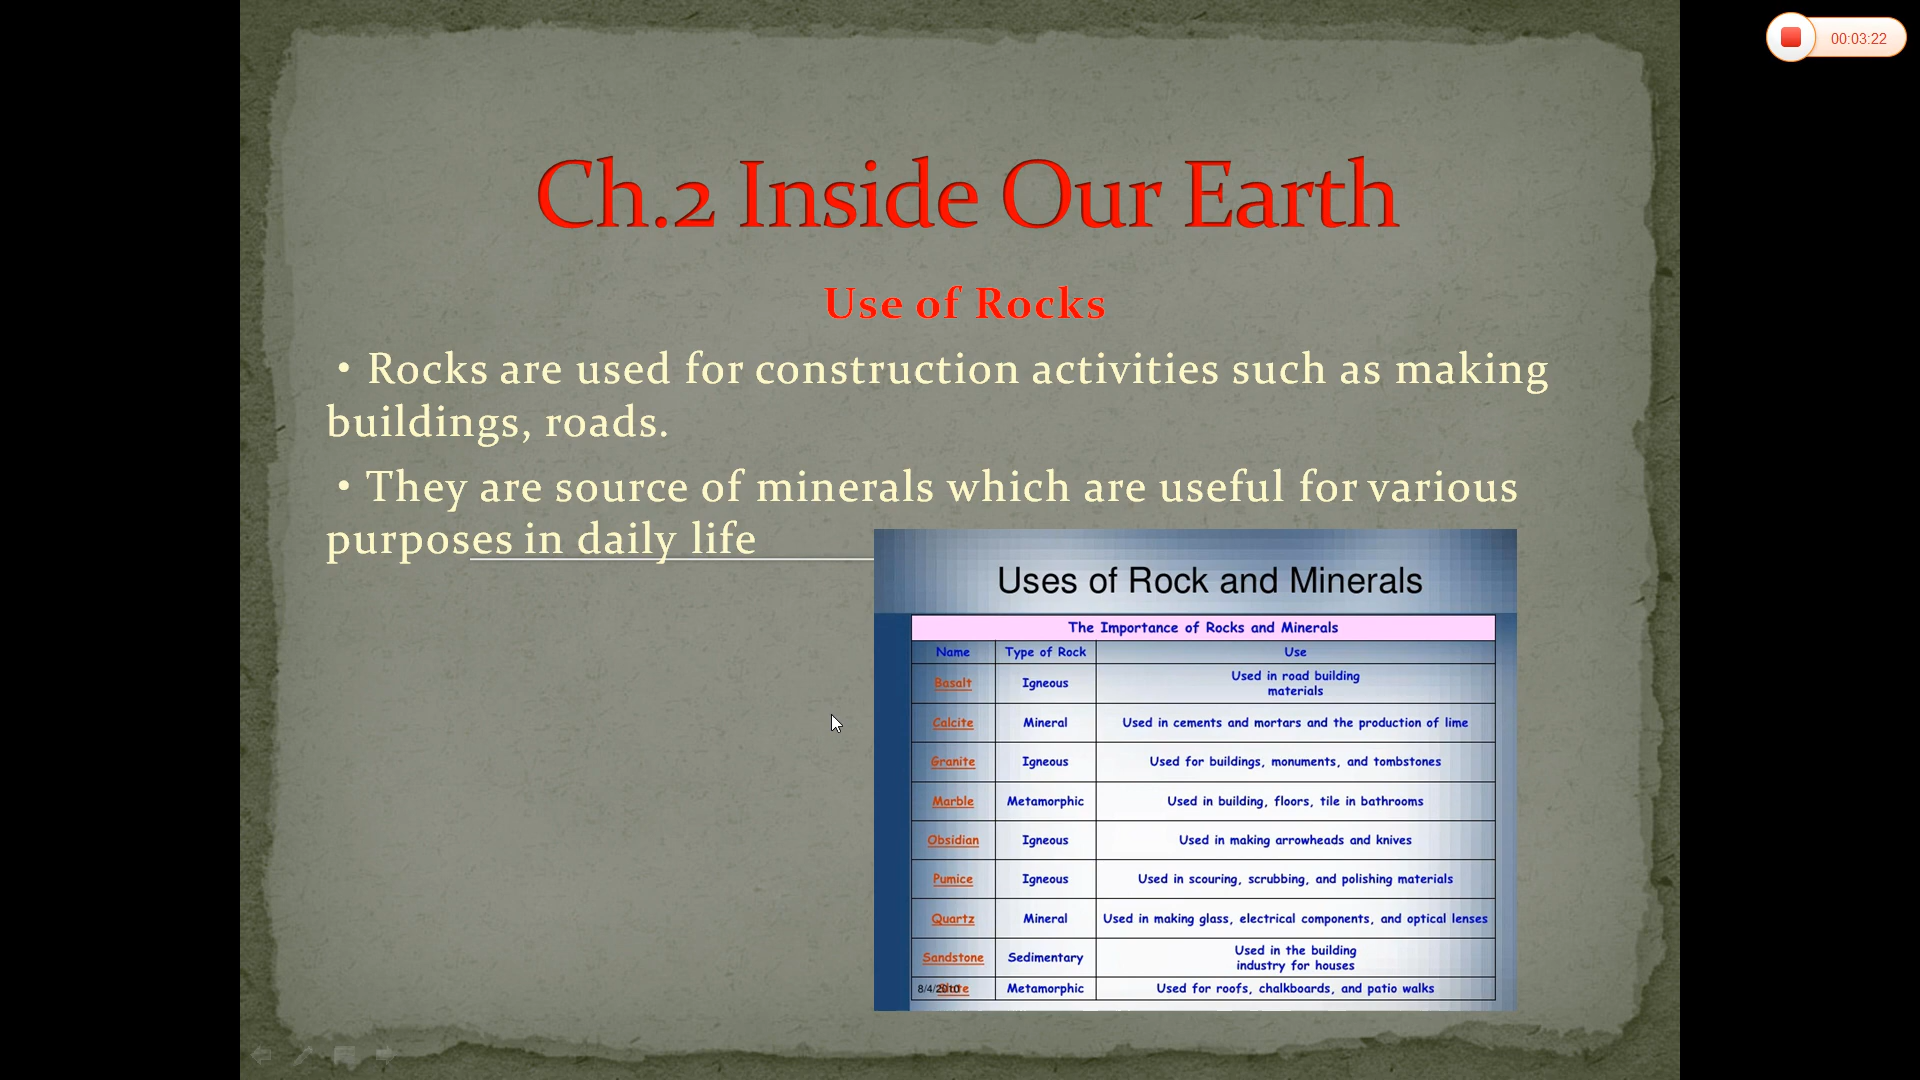 00:03:22
Ch.2 Inside Our Earth
Use of Rocks
• Rocks are used for construction activities such as making
buildings, roads.
• They are source of minerals which are useful for various
purposes in daily life
Uses of Rock and Minerals
The Importance of Rocks and Minerals
Name Type of Rock Use
Basalt Igneous Used in road building
materials
Calcite Mineral Used in cements and mortars and the production of lime
Granite Igneous Used for buildings, monuments, and tombstones
Marble Metamorphic Used in building, floors, tile in bathrooms
Obsidian Igneous Used in making arrowheads and knives
Pumice Igneous Used in scouring, scrubbing, and polishing materials
Quartz Mineral Used in making glass, electrical components, and optical lenses
Sandstone Sedimentary Used in the building
industry for houses
8/4/2010 Metamorphic Used for roofs, chalkboards, and patio walks